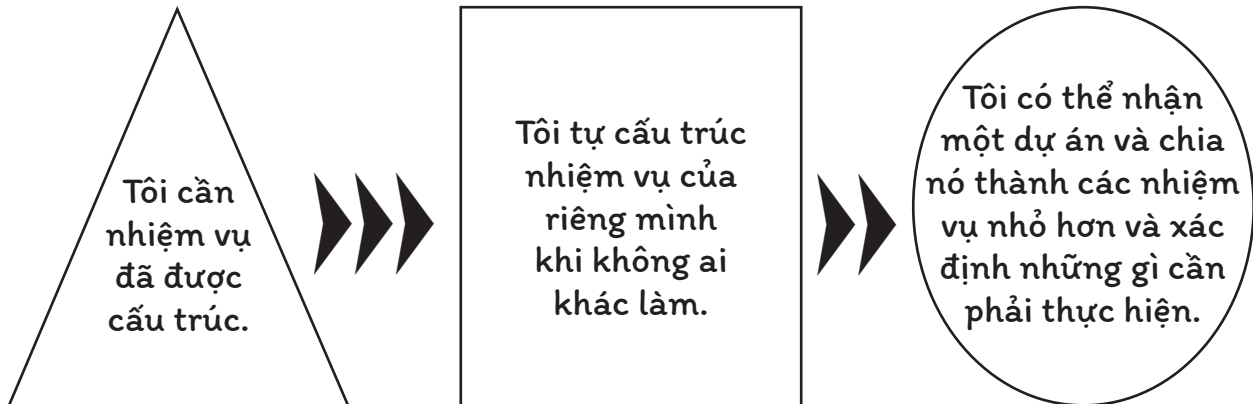 Tôi cần
nhiệm vụ
đã được
cấu trúc.
Tôi tự cấu trúc
nhiệm vụ của
riêng mình
khi không ai
khác làm.
Tôi có thể nhận
một dự án và chia
nó thành các nhiệm
vụ nhỏ hơn và xác
định những gì cần
phải thực hiện.